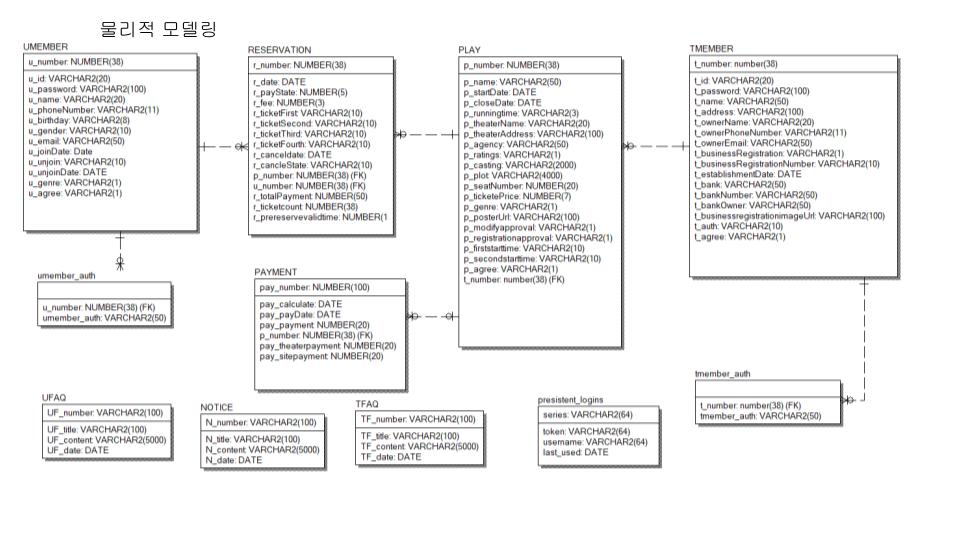 물리적 모델링
UMEMBER
u_number: NUMBER(38)
u_id: VARCHAR2(20)
u_password: VARCHAR2(100)
u_name: VARCHAR2(20)
u_phoneNumber: VARCHAR2(11)
u_birthday: VARCHAR2(8)
u_gender: VARCHAR2(10)
u_email: VARCHAR2(50)
u_joinDate: Date
u_unjoin: VARCHAR2(10)
u_unjoinDate: DATE
u_genre: VARCHAR2(1)
u_agree: VARCHAR2(1)
RESERVATION
r_number: NUMBER(38)
r_date: DATE
r_payState: NUMBER(5)
r_fee: NUMBER(3)
r_ticketFirst: VARCHAR2(10)
r_ticketSecond: VARCHAR2(10)
r_ticketThird: VARCHAR2(10)
r_ticketFourth: VARCHAR2(10)
r_canceldate: DATE
r_cancleState: VARCHAR2(10)
p_number: NUMBER(38) (FK)
u_number: NUMBER(38) (FK)
r_totalPayment: NUMBER(50)
r_ticketcount: NUMBER(38)
r_prereservevalidtime: NUMBER(1
PLAY
p_number: NUMBER(38)
p_name: VARCHAR2(50)
p_startDate: DATE
p_closeDate: DATE
p_runningtime: VARCHAR2(3)
p_theaterName: VARCHAR2(20)
p_theaterAddress: VARCHAR2(100)
p_agency: VARCHAR2(50)
p_ratings: VARCHAR2(1)
p_casting: VARCHAR2(2000)
p_plot: VARCHAR2(4000)
p_seatNumber: NUMBER(20)
p_ticketePrice: NUMBER(7)
p_genre: VARCHAR2(1)
p_posterUrl: VARCHAR2(100)
p_modifyapproval: VARCHAR2(1)
p_registrationapproval: VARCHAR2(1)
p_firststarttime: VARCHAR2(10)
p_secondstarttime: VARCHAR2(10)
p_agree: VARCHAR2(1)
t_number: number(38) (FK)
TMEMBER
t_number: number(38)
t_id: VARCHAR2(20)
t_password: VARCHAR2(100)
t_name: VARCHAR2(50)
t_address: VARCHAR2(100)
t_ownerName: VARCHAR2(20)
t_ownerPhoneNumber: VARCHAR2(11)
t_ownerEmail: VARCHAR2(50)
t_businessRegistration: VARCHAR2(1)
t_businessRegistrationNumber: VARCHAR2(10)
t_establishmentDate: DATE
t_bank: VARCHAR2(50)
t_bankNumber: VARCHAR2(50)
t_bankOwner: VARCHAR2(50)
t_businessregistrationimageUrl: VARCHAR2(100)
t_auth: VARCHAR2(10)
t_agree: VARCHAR2(1)
umember_auth
u_number: NUMBER(38) (FK)
umember_auth: VARCHAR2(50)
PAYMENT
pay_number: NUMBER(100)
pay_calculate: DATE
pay_payDate: DATE
pay_payment: NUMBER(20)
p_number: NUMBER(38) (FK)
pay_theaterpayment: NUMBER(20)
pay_sitepayment: NUMBER(20)
tmember_auth
t_number: number(38) (FK)
tmember_auth: VARCHAR2(50)
UFAQ
UF_number: VARCHAR2(100)
UF_title: VARCHAR2(100)
UF_content: VARCHAR2(5000)
UF_date: DATE
NOTICE
N_number: VARCHAR2(100)
N_title: VARCHAR2(100)
N_content: VARCHAR2(5000)
N_date: DATE
TFAQ
TF_number: VARCHAR2(100)
TF_title: VARCHAR2(100)
TF_content: VARCHAR2(5000)
TF_date: DATE
presistent_logins
series: VARCHAR2(64)
token: VARCHAR2(64)
username: VARCHAR2(64)
last_used: DATE